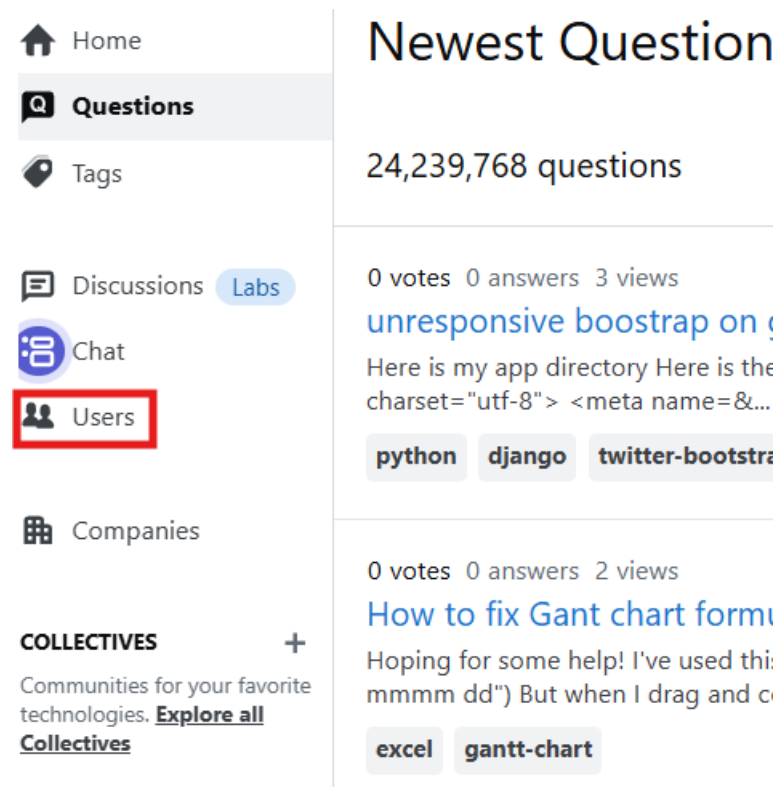 Home
Questions
Tags
Discussions Labs
Chat
Users
Companies
COLLECTIVES +
Communities for your favorite
technologies. Explore all
Collectives
Newest Question
24,239,768 questions
0 votes 0 answers 3 views
unresponsive boostrap on
Here is my app directory Here is the
charset="utf-8"> <meta name=&...
python django twitter-bootstra
0 votes 0 answers 2 views
How to fix Gant chart formu
Hoping for some help! I've used this
mmmm dd") But when I drag and
excel gantt-chart